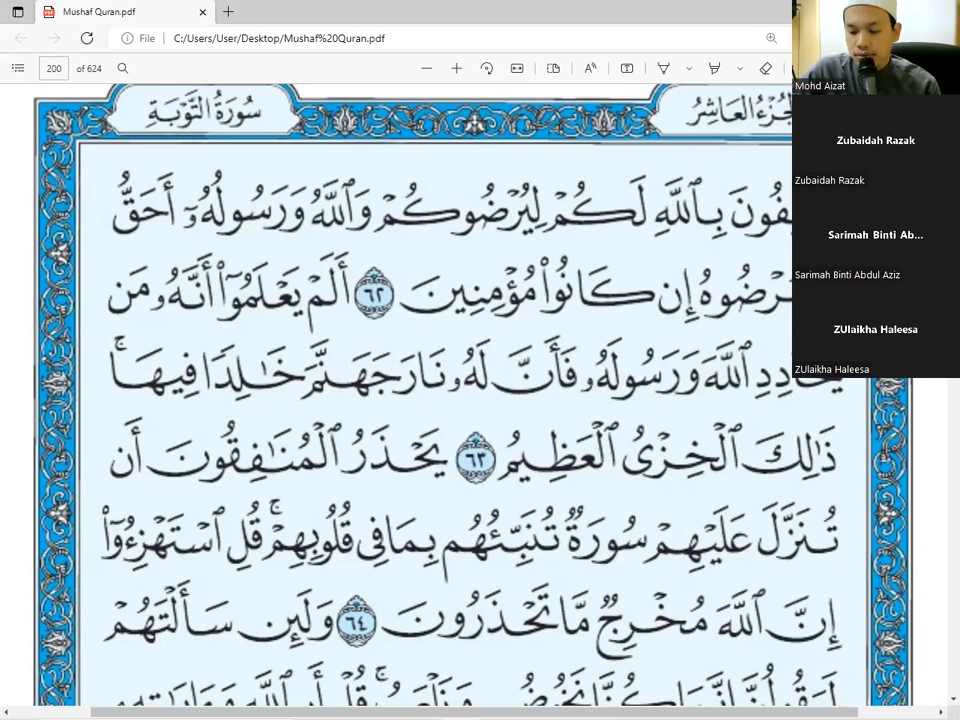 Mushaf Quran.pdf
File
C:/Users/User/Desktop/Mushaf%20Quran.pdf
200 of 624
Mohd Aizat
Zubaidah Razak
Zubaidah Razak
Sarimah Binti Ab...
Sarimah Binti Abdul Aziz
ZUlaikha Haleesa
ZUlaikha Haleesa
سُورَةُ التَّوْبَةِ
الْعَاشِرُ
بِٱللَّهِ لَكُمْ لِيُرْضُوكُمْ وَٱللَّهُ وَرَسُولُهُۥٓ أَحَقُّ
إِن كَانُوا۟ مُؤْمِنِينَ ٦٢ أَلَمْ يَعْلَمُوٓا۟ أَنَّهُۥ مَن
ٱللَّهَ وَرَسُولَهُۥ فَأَنَّ لَهُۥ نَارَ جَهَنَّمَ خَٰلِدًا فِيهَا ۚ
ذَٰلِكَ ٱلْخِزْىُ ٱلْعَظِيمُ ٦٣ يَحْذَرُ ٱلْمُنَٰفِقُونَ أَن
تُنَزَّلَ عَلَيْهِمْ سُورَةٌ تُنَبِّئُهُم بِمَا فِى قُلُوبِهِمْ ۚ قُلِ ٱسْتَهْزِءُوٓا۟
إِنَّ ٱللَّهَ مُخْرِجٌ مَّا تَحْذَرُونَ ٦٤ وَلَئِن سَأَلْتَهُمْ